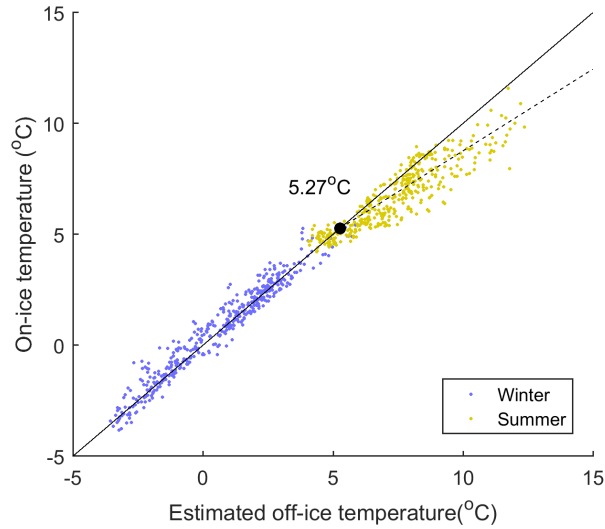 15
10
5
0
-5
On-ice temperature (°C)
5.27°C
Winter
Summer
-5
0
5
10
15
Estimated off-ice temperature(°C)